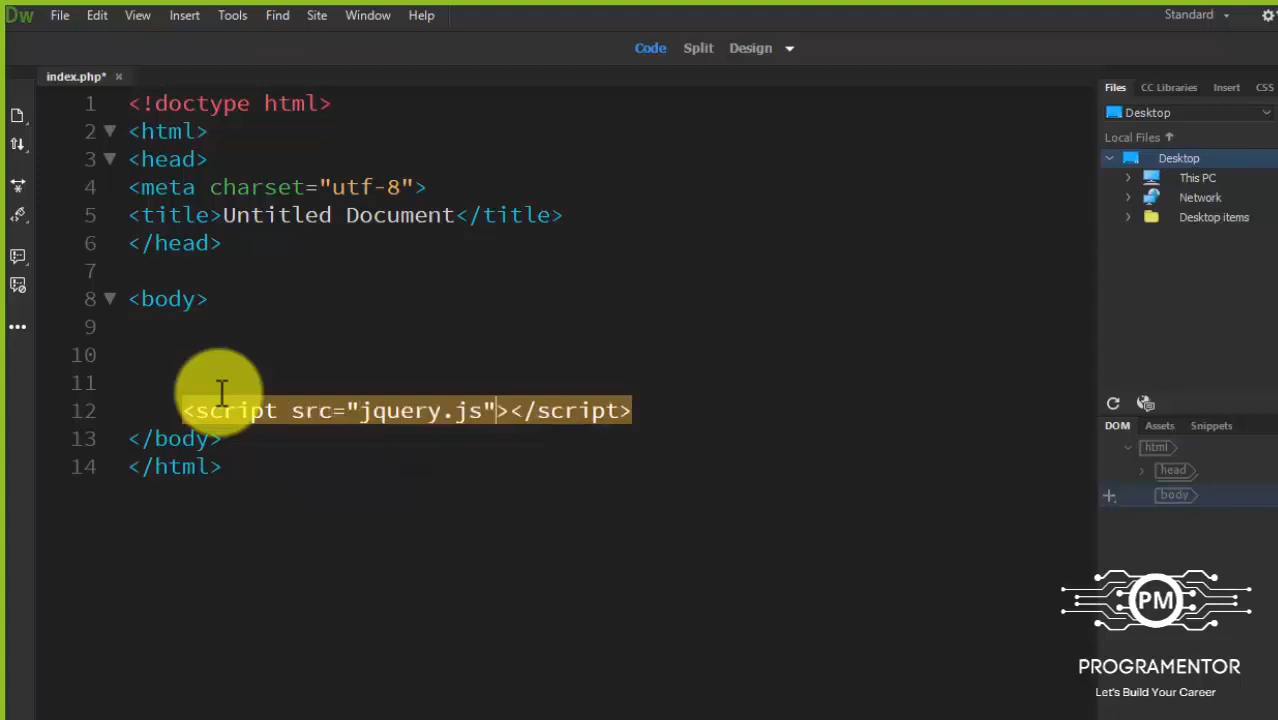 Dw File Edit View Insert Tools Find Site Window Help Standard
Code Split Design
index.php* ×
Files CC Libraries Insert CSS
Desktop
Local Files
Desktop
This PC
Network
Desktop items
1 <!doctype html>
2 <html>
3 <head>
4 <meta charset="utf-8">
5 <title>Untitled Document</title>
6 </head>
7
8 <body>
9
10
11
12 <script src="jquery.js"></script>
13 </body>
14 </html>
DOM Assets Snippets
html
head
body
PM
PROGRAMENTOR
Let's Build Your Career